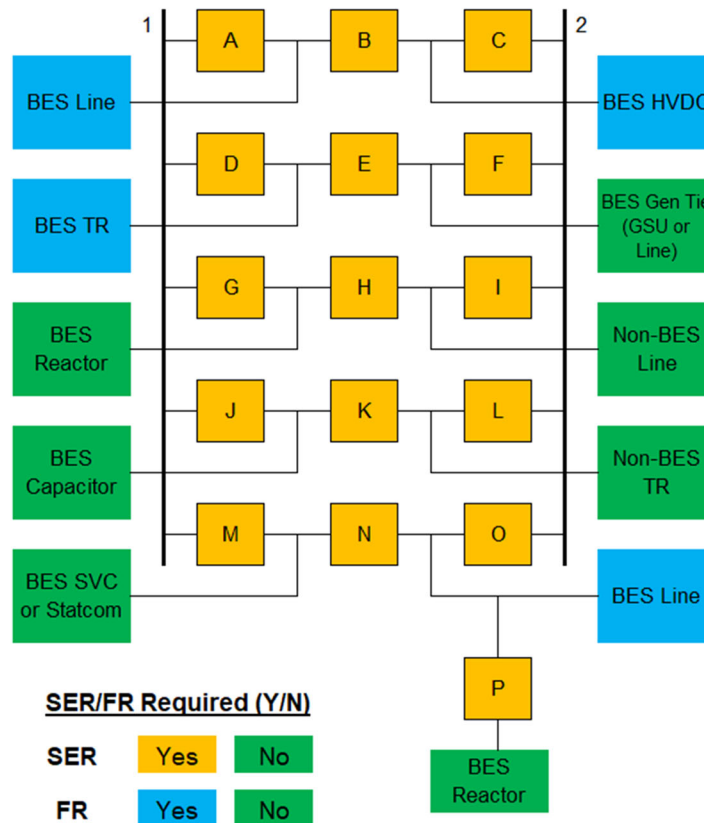 1
2
A
B
C
BES Line
BES HVDC
D
E
F
BES TR
BES Gen Tie
(GSU or
Line)
G
H
I
BES
Reactor
Non-BES
Line
J
K
L
BES
Capacitor
Non-BES
TR
M
N
O
BES SVC
or Statcom
BES Line
P
BES
Reactor
SER/FR Required (Y/N)
SER Yes No
FR Yes No